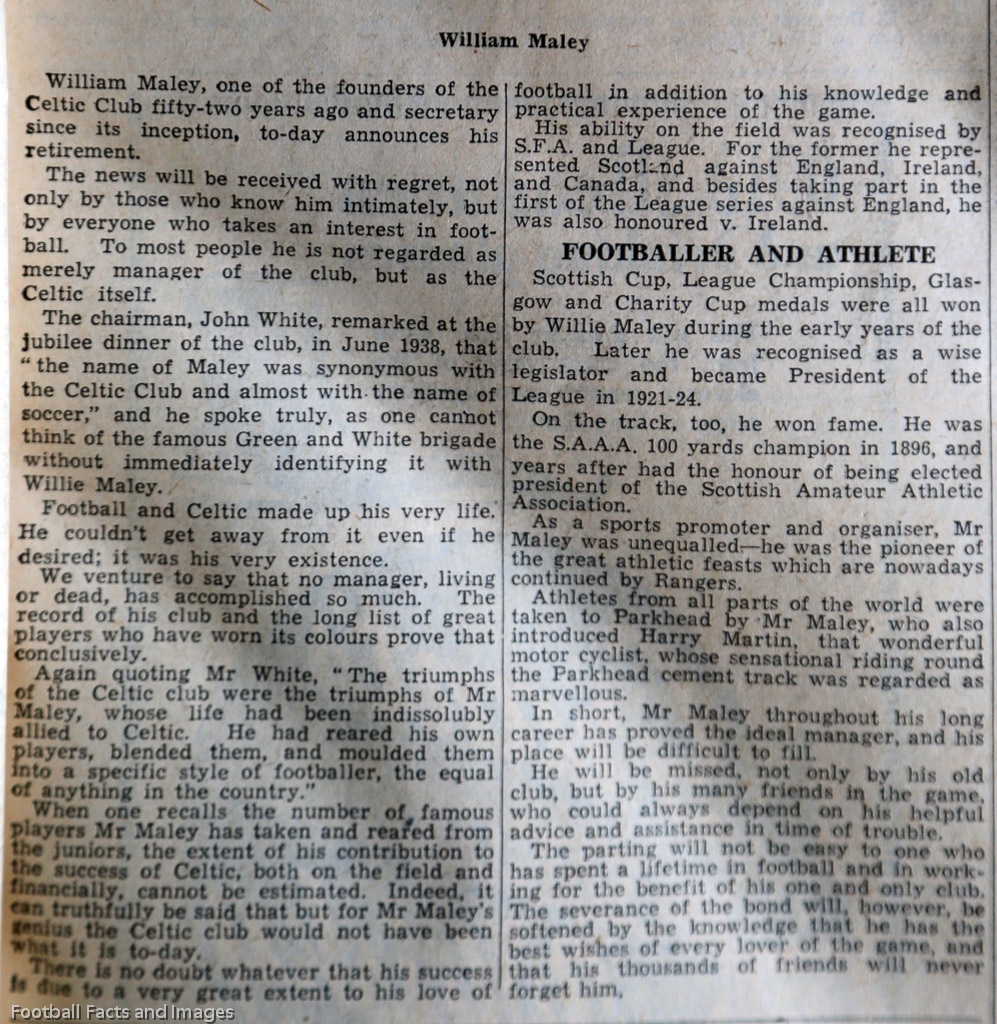 William Maley
William Maley, one of the founders of the
Celtic Club fifty-two years ago and secretary
since its inception, to-day announces his
retirement.
The news will be received with regret, not
only by those who know him intimately, but
by everyone who takes an interest in foot-
ball. To most people he is not regarded as
merely manager of the club, but as the
Celtic itself.
The chairman, John White, remarked at the
jubilee dinner of the club, in June 1938, that
"the name of Maley was synonymous with
the Celtic Club and almost with the name of
soccer," and he spoke truly, as one cannot
think of the famous Green and White brigade
without immediately identifying it with
Willie Maley.
Football and Celtic made up his very life.
He couldn't get away from it even if he
desired; it was his very existence.
We venture to say that no manager, living
or dead, has accomplished so much. The
record of his club and the long list of great
players who have worn its colours prove that
conclusively.
Again quoting Mr White, "The triumphs
of the Celtic club were the triumphs of Mr
Maley, whose life had been indissolubly
allied to Celtic. He had reared his own
players, blended them, and moulded them
into a specific style of footballer, the equal
of anything in the country."
When one recalls the number of famous
players Mr Maley has taken and reared from
the juniors, the extent of his contribution to
the success of Celtic, both on the field and
financially, cannot be estimated. Indeed, it
can truthfully be said that but for Mr Maley's
genius the Celtic club would not have been
what it is to-day.
There is no doubt whatever that his success
is due to a very great extent to his love of
football in addition to his knowledge and
practical experience of the game.
His ability on the field was recognised by
S.F.A. and League. For the former he repre-
sented Scotland against England, Ireland,
and Canada, and besides taking part in the
first of the League series against England, he
was also honoured v. Ireland.
FOOTBALLER AND ATHLETE
Scottish Cup, League Championship, Glas-
gow and Charity Cup medals were all won
by Willie Maley during the early years of the
club. Later he was recognised as a wise
legislator and became President of the
League in 1921-24.
On the track, too, he won fame. He was
the S.A.A.A. 100 yards champion in 1896, and
years after had the honour of being elected
president of the Scottish Amateur Athletic
Association.
As a sports promoter and organiser, Mr
Maley was unequalled—he was the pioneer of
the great athletic feasts which are nowadays
continued by Rangers.
Athletes from all parts of the world were
taken to Parkhead by Mr Maley, who also
introduced Harry Martin, that wonderful
motor cyclist, whose sensational riding round
the Parkhead cement track was regarded as
marvellous.
In short, Mr Maley throughout his long
career has proved the ideal manager, and his
place will be difficult to fill.
He will be missed, not only by his old
club, but by his many friends in the game,
who could always depend on his helpful
advice and assistance in time of trouble.
The parting will not be easy to one who
has spent a lifetime in football and in work-
ing for the benefit of his one and only club.
The severance of the bond will, however, be
softened by the knowledge that he has the
best wishes of every lover of the game, and
that his thousands of friends will never
forget him.
Football Facts and Images